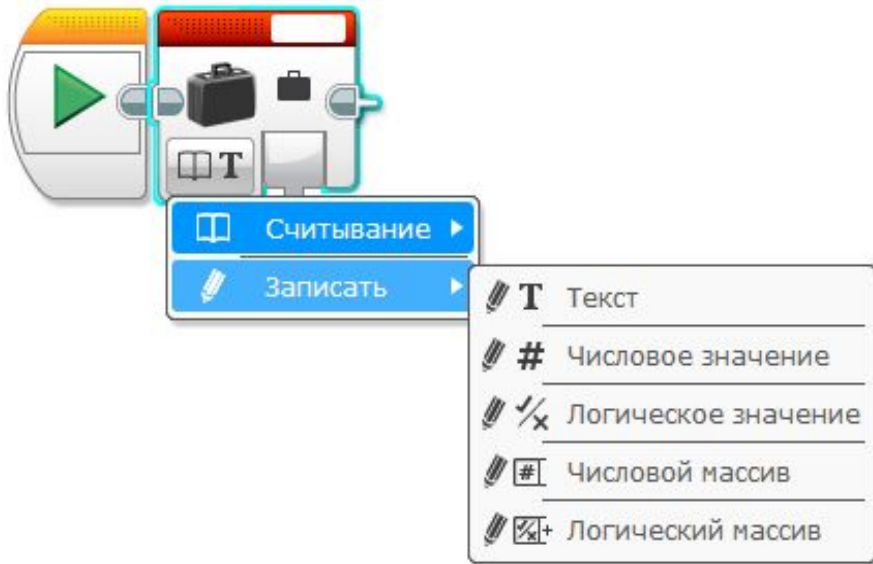 T
Считывание
Записать
T Текст
# Числовое значение
Логическое значение
# Числовой массив
Логический массив